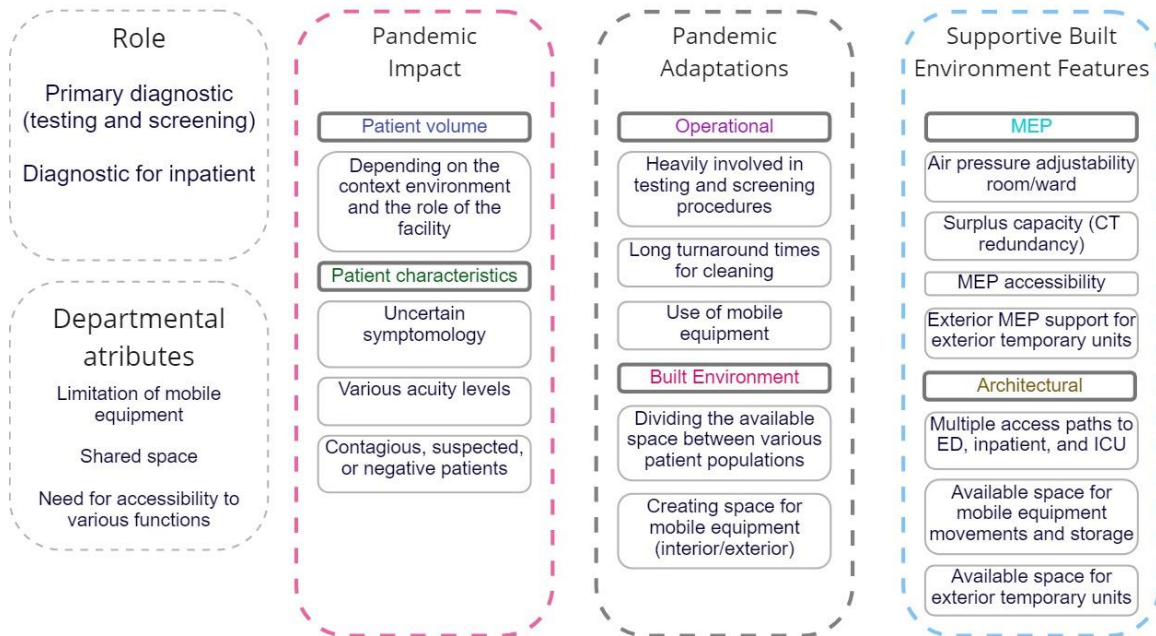 Role
Primary diagnostic
(testing and screening)
Diagnostic for inpatient
Departmental
atributes
Limitation of mobile
equipment
Shared space
Need for accessibility to
various functions
Pandemic
Impact
Patient volume
Depending on the
context environment
and the role of the
facility
Patient characteristics
Uncertain
symptomology
Various acuity levels
Contagious, suspected,
or negative patients
Pandemic
Adaptations
Operational
Heavily involved in
testing and screening
procedures
Long turnaround times
for cleaning
Use of mobile
equipment
Built Environment
Dividing the available
space between various
patient populations
Creating space for
mobile equipment
(interior/exterior)
Supportive Built
Environment Features
MEP
Air pressure adjustability
room/ward
Surplus capacity (CT
redundancy)
MEP accessibility
Exterior MEP support for
exterior temporary units
Architectural
Multiple access paths to
ED, inpatient, and ICU
Available space for
mobile equipment
movements and storage
Available space for
exterior temporary units